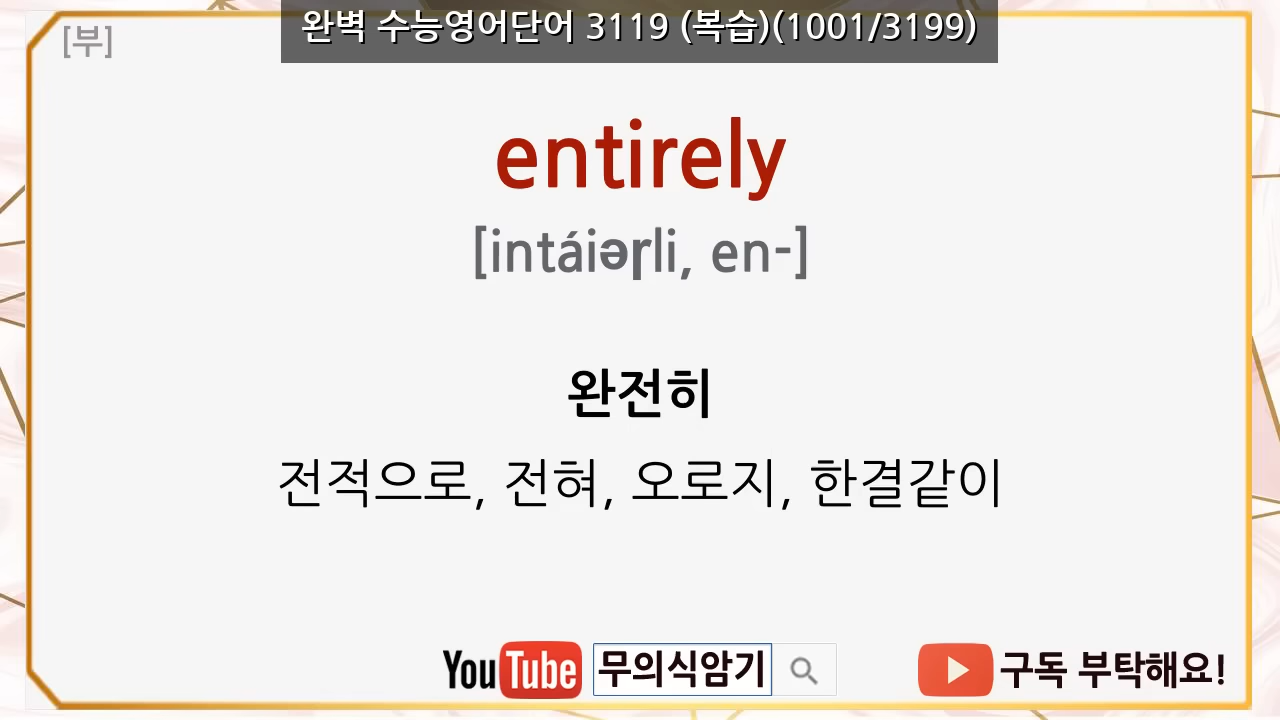 완벽 수능영어단어 3119 (복습)(1001/3199)
[부]
entirely
[intáiəɼli, en-]
완전히
전적으로, 전혀, 오로지, 한결같이
YouTube 무의식암기 구독 부탁해요!